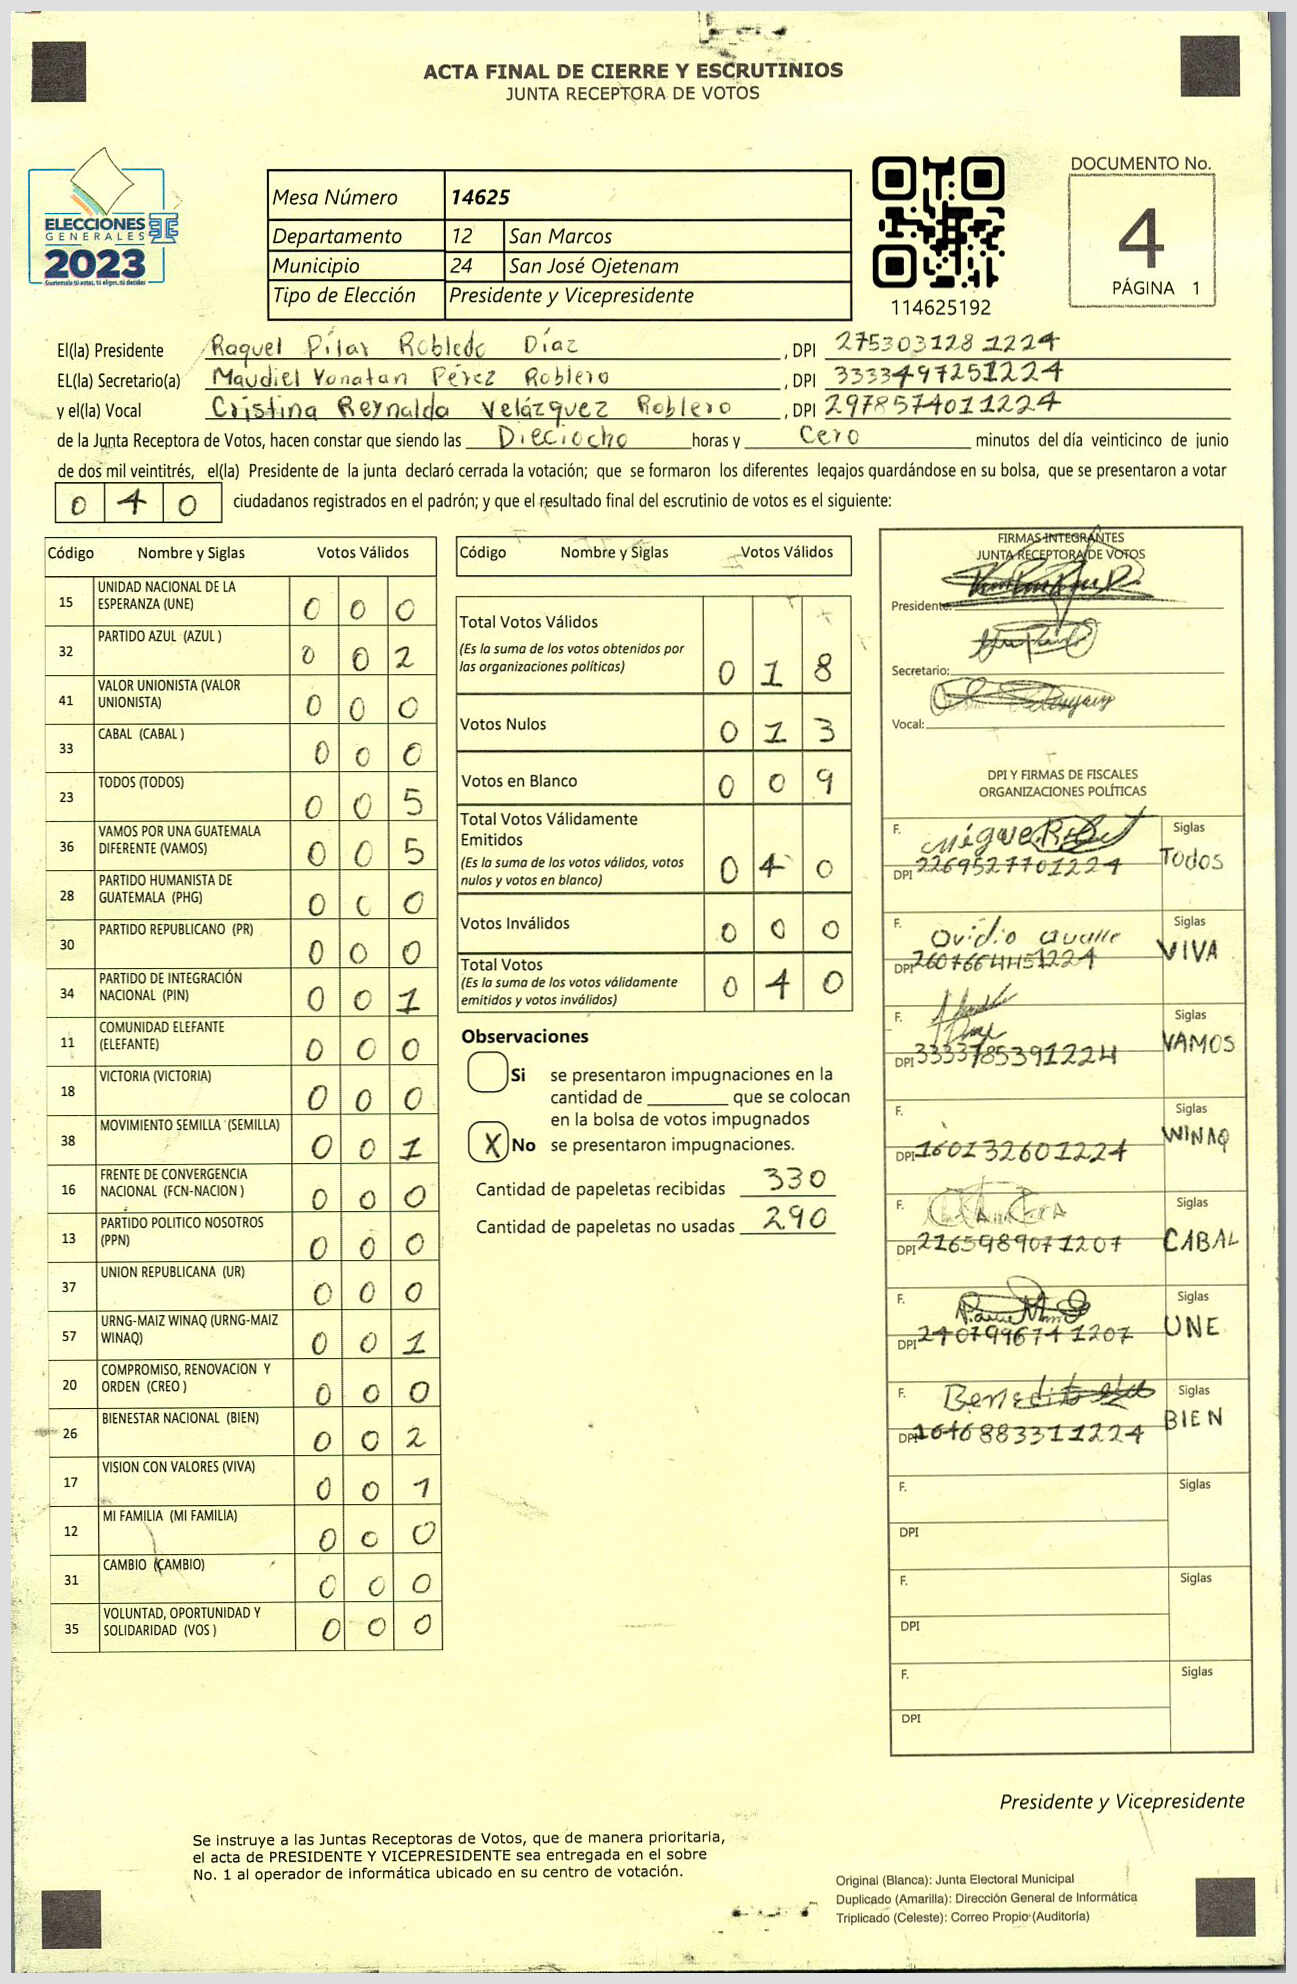 ACTA FINAL DE CIERRE Y ESCRUTINIOS
JUNTA RECEPTORA DE VOTOS
ELECCIONES
GENERALES
2023
Guatemala tú votas, tú eliges, tú decides
Mesa Número 14625
Departamento 12 San Marcos
Municipio 24 San José Ojetenam
Tipo de Elección Presidente y Vicepresidente
114625192
DOCUMENTO No.
4
PÁGINA 1
El(la) Presidente Raquel Pilar Robledo Díaz , DPI 275303128 1224
EL(la) Secretario(a) Maudiel Yonatan Pérez Roblero , DPI 3333497251224
y el(la) Vocal Cristina Reynalda Velázquez Roblero , DPI 2978574011224
de la Junta Receptora de Votos, hacen constar que siendo las Dieciocho horas y Cero minutos del día veinticinco de junio
de dos mil veintitrés, el(la) Presidente de la junta declaró cerrada la votación; que se formaron los diferentes legajos guardándose en su bolsa, que se presentaron a votar
0 4 0 ciudadanos registrados en el padrón; y que el resultado final del escrutinio de votos es el siguiente:
Código Nombre y Siglas Votos Válidos
15 UNIDAD NACIONAL DE LA
ESPERANZA (UNE) 0 0 0
32 PARTIDO AZUL (AZUL ) 0 0 2
41 VALOR UNIONISTA (VALOR
UNIONISTA) 0 0 0
33 CABAL (CABAL ) 0 0 0
23 TODOS (TODOS) 0 0 5
36 VAMOS POR UNA GUATEMALA
DIFERENTE (VAMOS) 0 0 5
28 PARTIDO HUMANISTA DE
GUATEMALA (PHG) 0 0 0
30 PARTIDO REPUBLICANO (PR) 0 0 0
34 PARTIDO DE INTEGRACIÓN
NACIONAL (PIN) 0 0 1
11 COMUNIDAD ELEFANTE
(ELEFANTE) 0 0 0
18 VICTORIA (VICTORIA) 0 0 0
38 MOVIMIENTO SEMILLA (SEMILLA) 0 0 1
16 FRENTE DE CONVERGENCIA
NACIONAL (FCN-NACION ) 0 0 0
13 PARTIDO POLITICO NOSOTROS
(PPN) 0 0 0
37 UNION REPUBLICANA (UR) 0 0 0
57 URNG-MAIZ WINAQ (URNG-MAIZ
WINAQ) 0 0 1
20 COMPROMISO, RENOVACION Y
ORDEN (CREO ) 0 0 0
26 BIENESTAR NACIONAL (BIEN) 0 0 2
17 VISION CON VALORES (VIVA) 0 0 1
12 MI FAMILIA (MI FAMILIA) 0 0 0
31 CAMBIO (CAMBIO) 0 0 0
35 VOLUNTAD, OPORTUNIDAD Y
SOLIDARIDAD (VOS ) 0 0 0
Código Nombre y Siglas Votos Válidos
Total Votos Válidos
(Es la suma de los votos obtenidos por
las organizaciones políticas) 0 1 8
Votos Nulos 0 1 3
Votos en Blanco 0 0 9
Total Votos Válidamente
Emitidos
(Es la suma de los votos válidos, votos
nulos y votos en blanco) 0 4 0
Votos Inválidos 0 0 0
Total Votos
(Es la suma de los votos válidamente
emitidos y votos inválidos) 0 4 0
Observaciones
Si se presentaron impugnaciones en la
cantidad de que se colocan
en la bolsa de votos impugnados
X No se presentaron impugnaciones.
Cantidad de papeletas recibidas 330
Cantidad de papeletas no usadas 290
FIRMAS INTEGRANTES
JUNTA RECEPTORA DE VOTOS
Presidente:
Secretario:
Vocal:
DPI Y FIRMAS DE FISCALES
ORGANIZACIONES POLÍTICAS
F. Siglas
DPI 2269527701224 Todos
F. Ovidio Siglas
DPI VIVA
F. Siglas
DPI 3333785391224 VAMOS
F. Siglas
DPI 160132601224 WINAQ
F. Siglas
DPI 2165989071207 CABAL
F. Siglas
DPI 2407996741207 UNE
F. Siglas
DPI 1646883311224 BIEN
F. Siglas
DPI
F. Siglas
DPI
F. Siglas
DPI
Presidente y Vicepresidente
Se instruye a las Juntas Receptoras de Votos, que de manera prioritaria,
el acta de PRESIDENTE Y VICEPRESIDENTE sea entregada en el sobre
No. 1 al operador de informática ubicado en su centro de votación.
Original (Blanca): Junta Electoral Municipal
Duplicado (Amarilla): Dirección General de Informática
Triplicado (Celeste): Correo Propio (Auditoría)